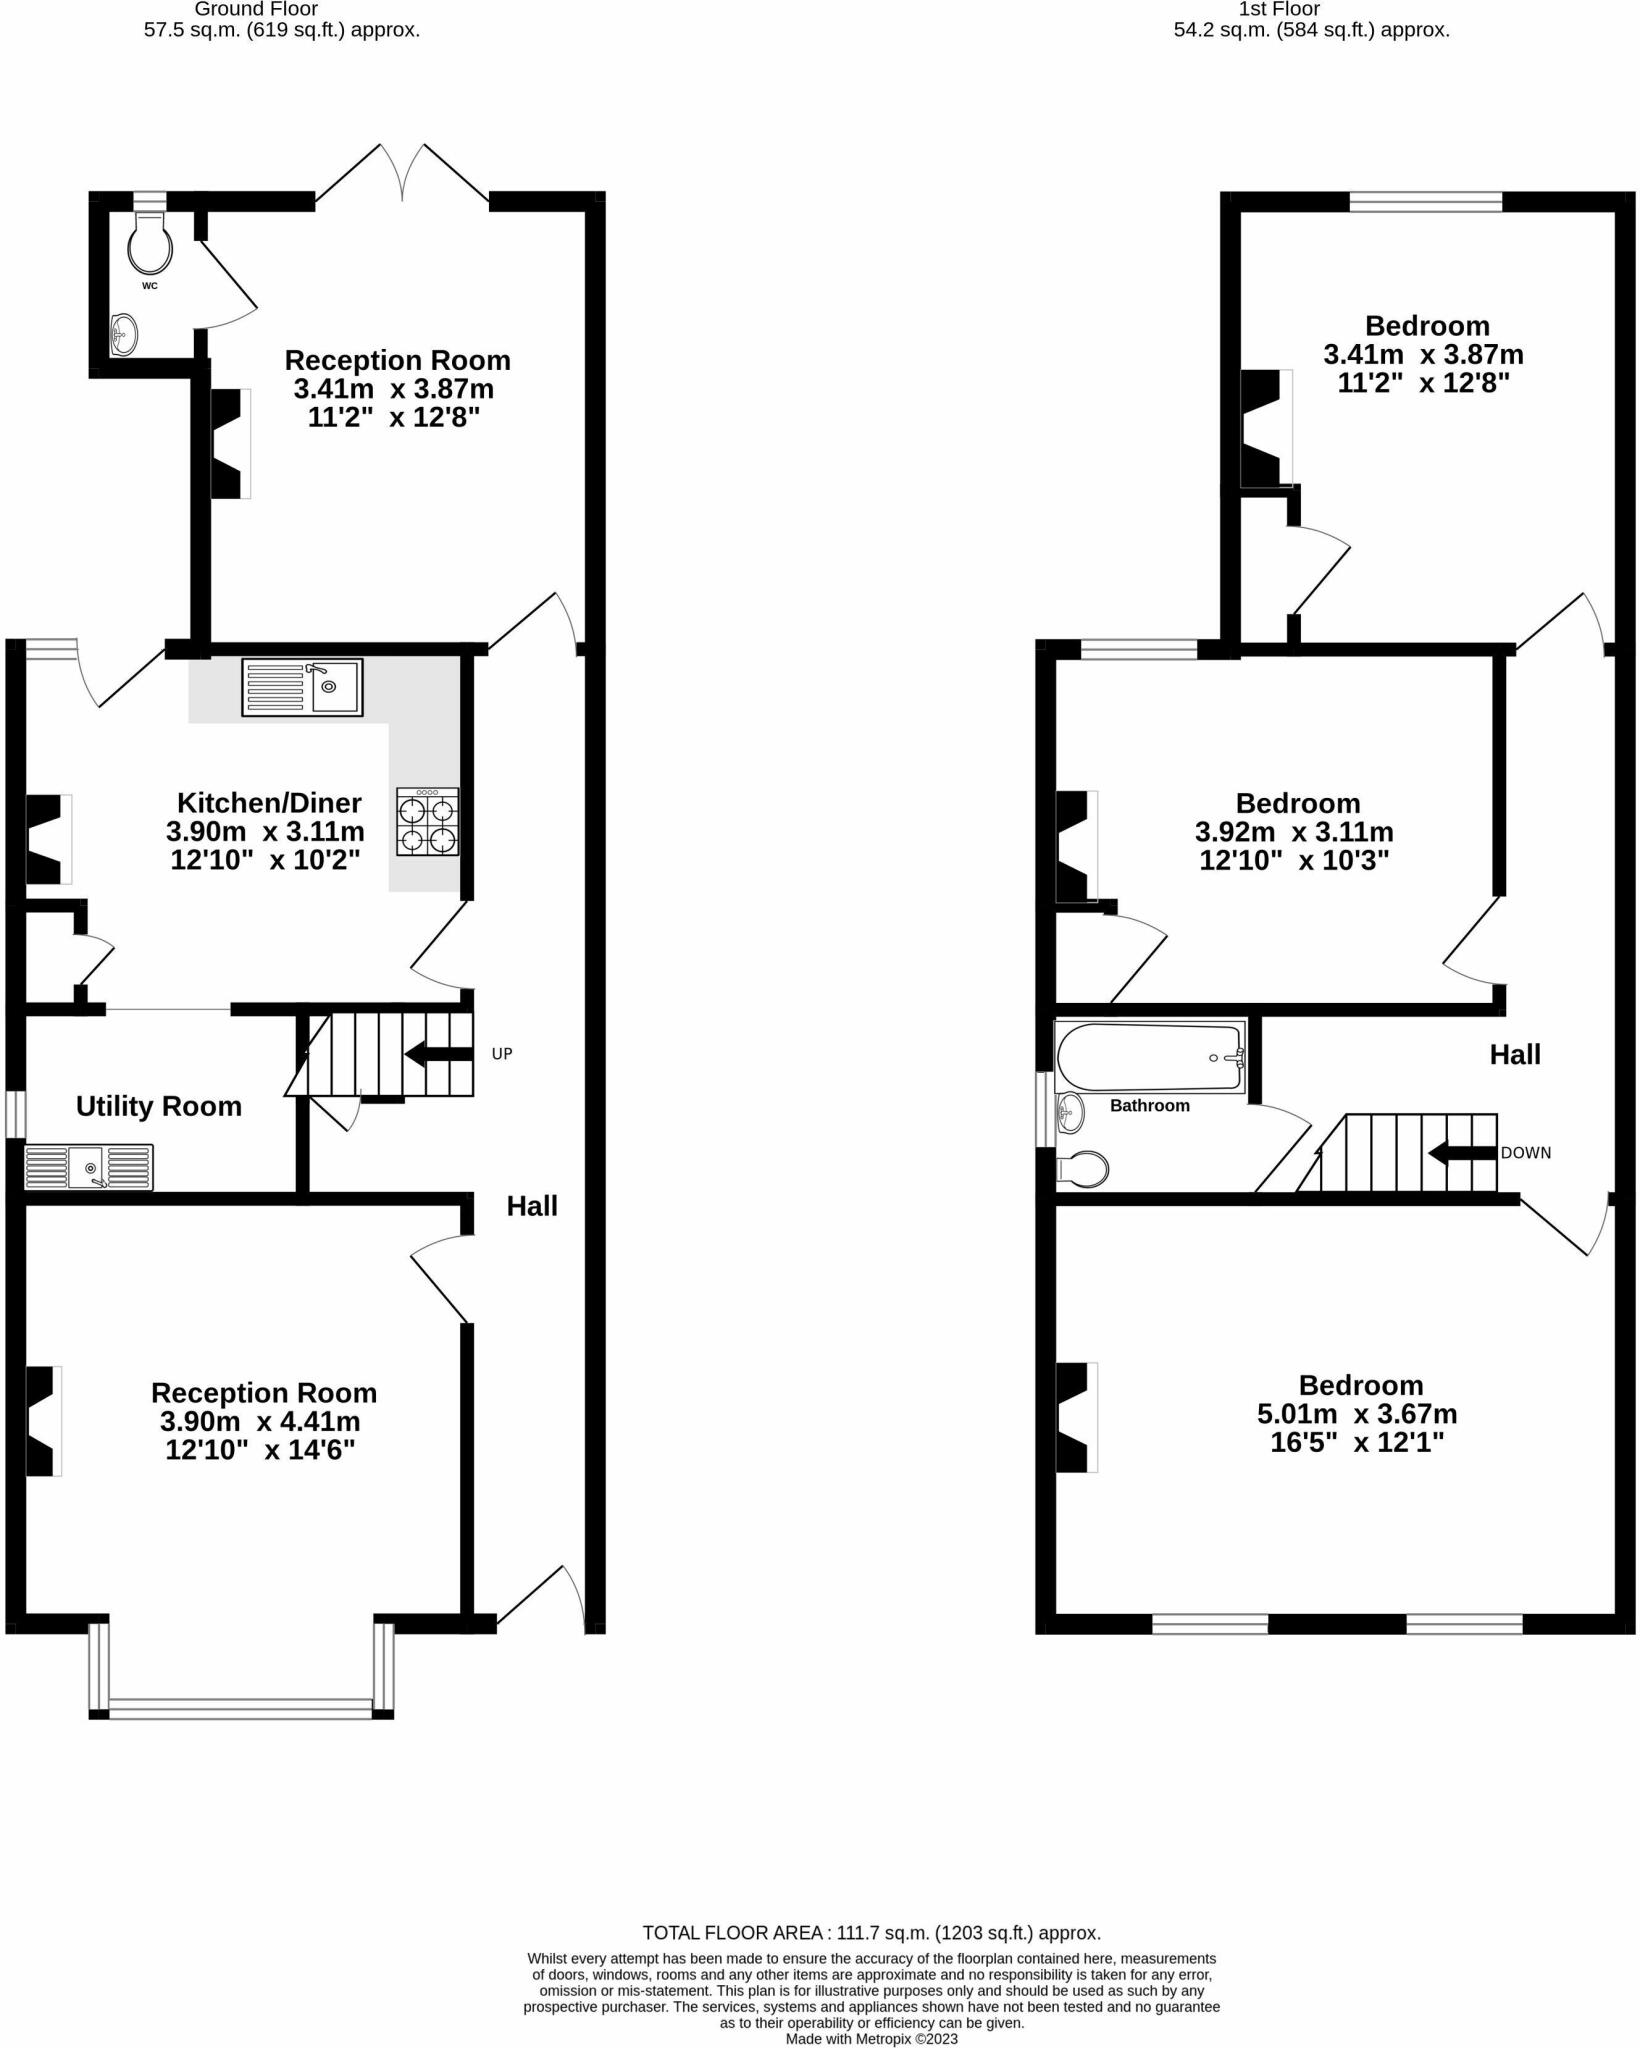 Ground Floor
57.5 sq.m. (619 sq.ft.) approx.
1st Floor
54.2 sq.m. (584 sq.ft.) approx.
WC
Reception Room
3.41m x 3.87m
11'2" x 12'8"
Kitchen/Diner
3.90m x 3.11m
12'10" x 10'2"
UP
Utility Room
Hall
Reception Room
3.90m x 4.41m
12'10" x 14'6"
Bedroom
3.41m x 3.87m
11'2" x 12'8"
Bedroom
3.92m x 3.11m
12'10" x 10'3"
Hall
Bathroom
DOWN
Bedroom
5.01m x 3.67m
16'5" x 12'1"
TOTAL FLOOR AREA : 111.7 sq.m. (1203 sq.ft.) approx.
Whilst every attempt has been made to ensure the accuracy of the floorplan contained here, measurements
of doors, windows, rooms and any other items are approximate and no responsibility is taken for any error,
omission or mis-statement. This plan is for illustrative purposes only and should be used as such by any
prospective purchaser. The services, systems and appliances shown have not been tested and no guarantee
as to their operability or efficiency can be given.
Made with Metropix ©2023